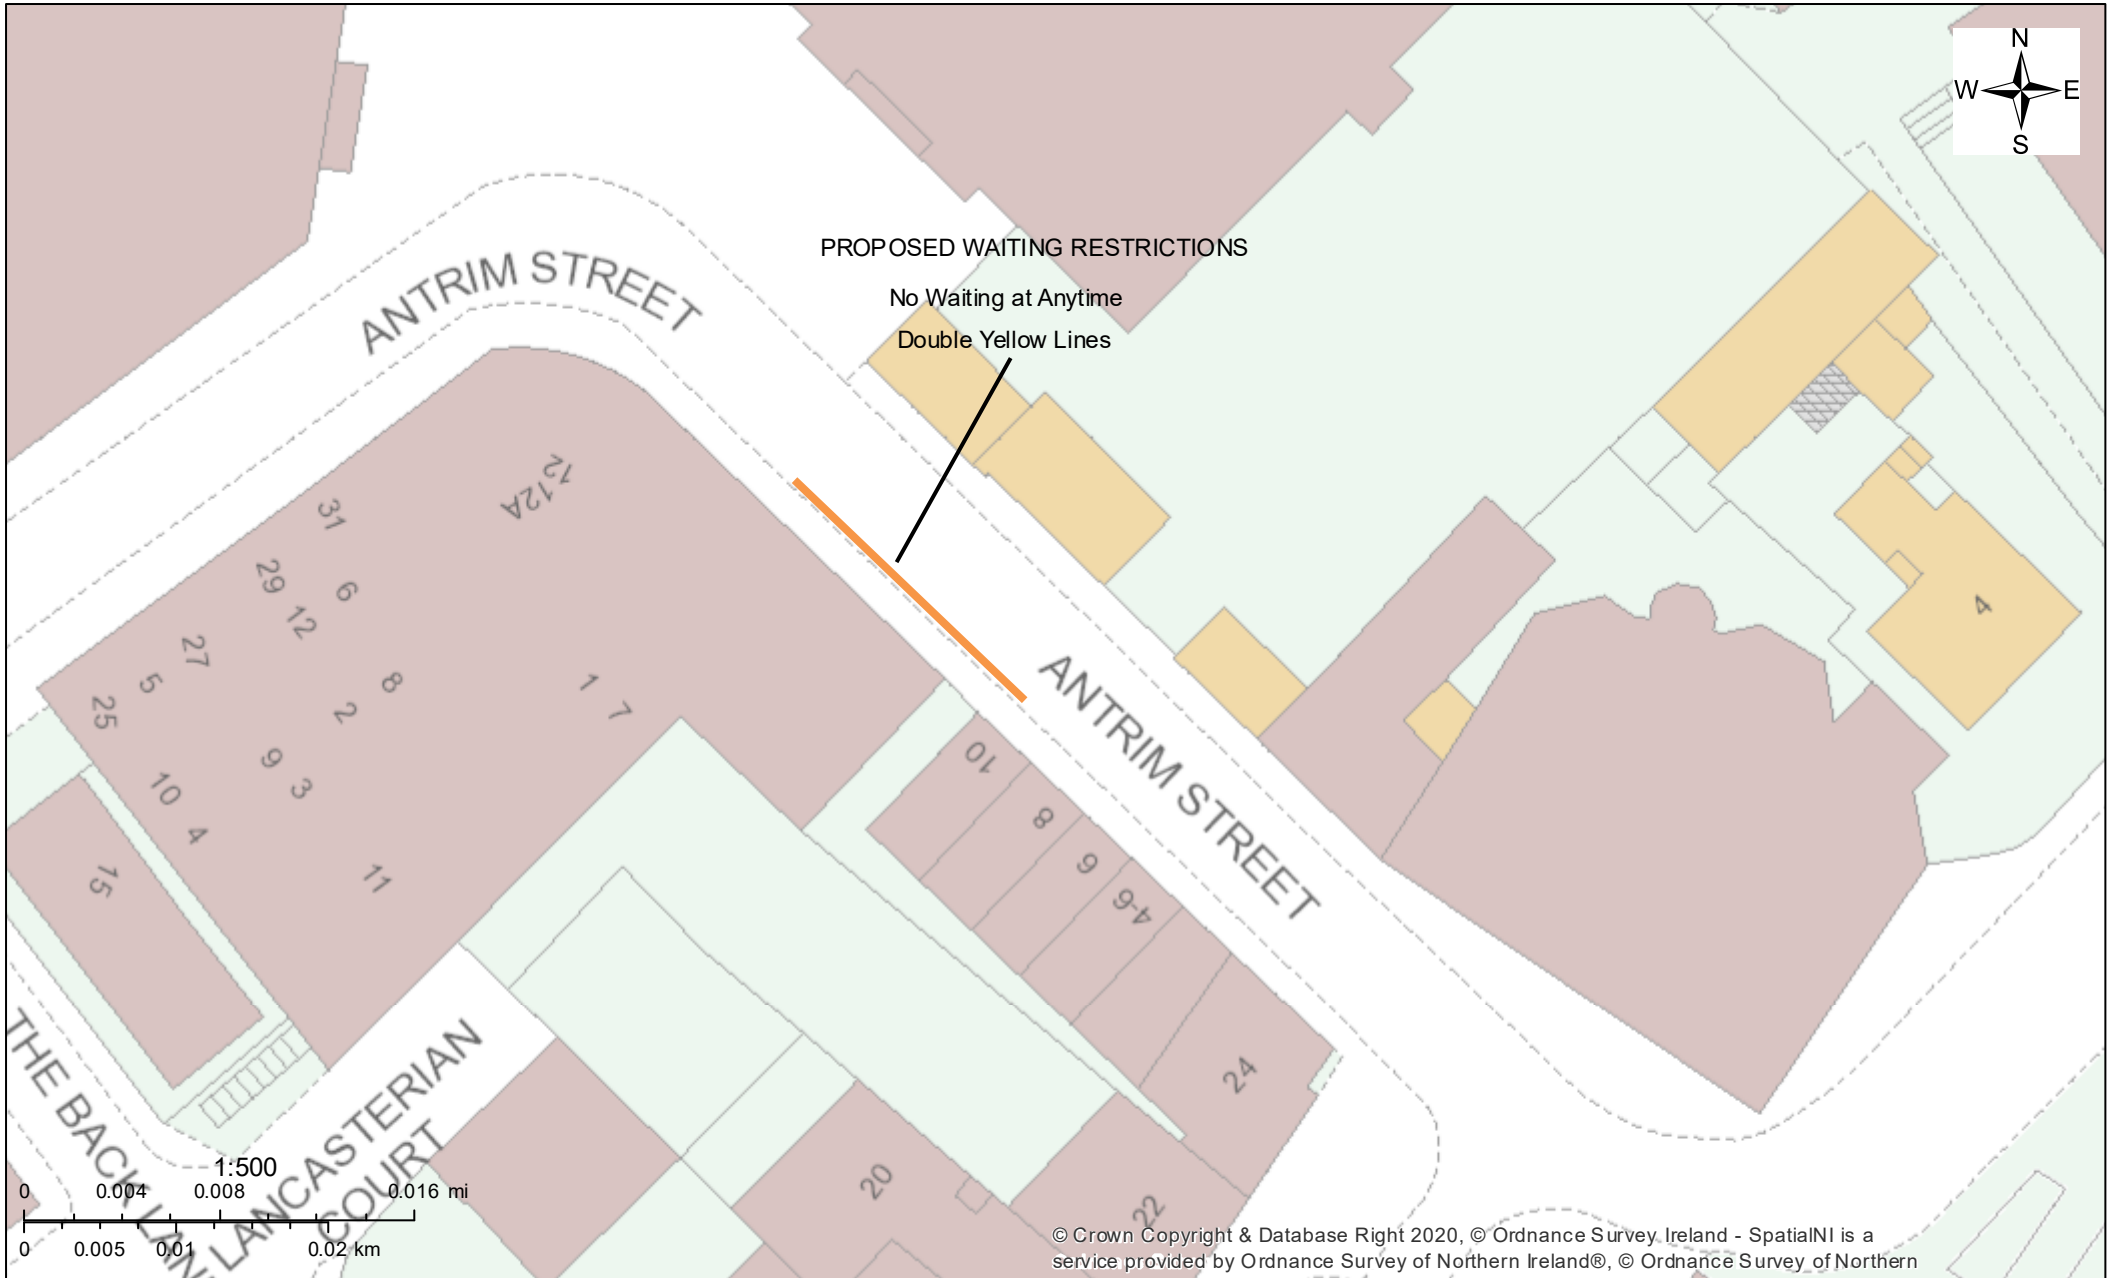 N
W E
S
PROPOSED WAITING RESTRICTIONS
ANTRIM STREET
No Waiting at Anytime
Double Yellow Lines
12
12A
31
29
6
12
27
5
8
25
2
1
7
4
9
3
10
4
11
15
ANTRIM STREET
10
8
6
4-6
24
20
22
THE BACK LAN
LANCASTERIAN
COURT
1:500
0 0.004 0.008 0.016 mi
0 0.005 0.01 0.02 km
© Crown Copyright & Database Right 2020, © Ordnance Survey Ireland - SpatialNI is a
service provided by Ordnance Survey of Northern Ireland®, © Ordnance Survey of Northern